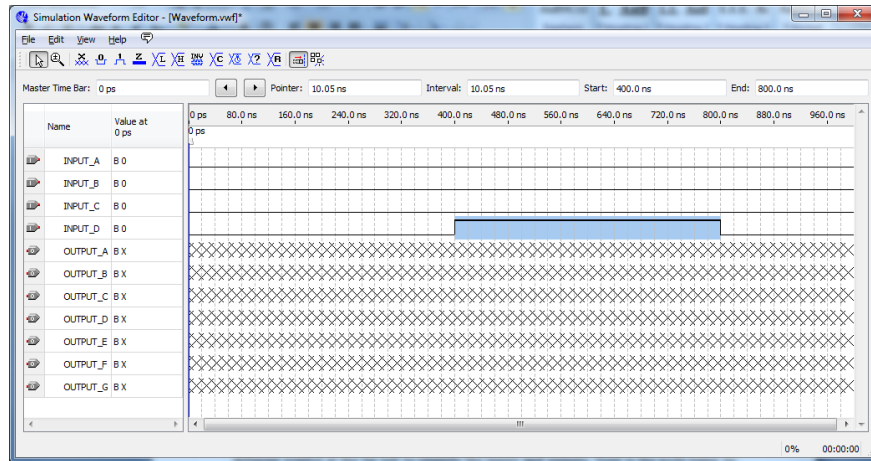 Simulation Waveform Editor - [Waveform.vwf]*
File Edit View Help
Master Time Bar: 0 ps Pointer: 10.05 ns Interval: 10.05 ns Start: 400.0 ns End: 800.0 ns
Name Value at 0 ps
0 ps 80.0 ns 160.0 ns 240.0 ns 320.0 ns 400.0 ns 480.0 ns 560.0 ns 640.0 ns 720.0 ns 800.0 ns 880.0 ns 960.0 ns
0 ps
INPUT_A B 0
INPUT_B B 0
INPUT_C B 0
INPUT_D B 0
OUTPUT_A B X
OUTPUT_B B X
OUTPUT_C B X
OUTPUT_D B X
OUTPUT_E B X
OUTPUT_F B X
OUTPUT_G B X
0% 00:00:00